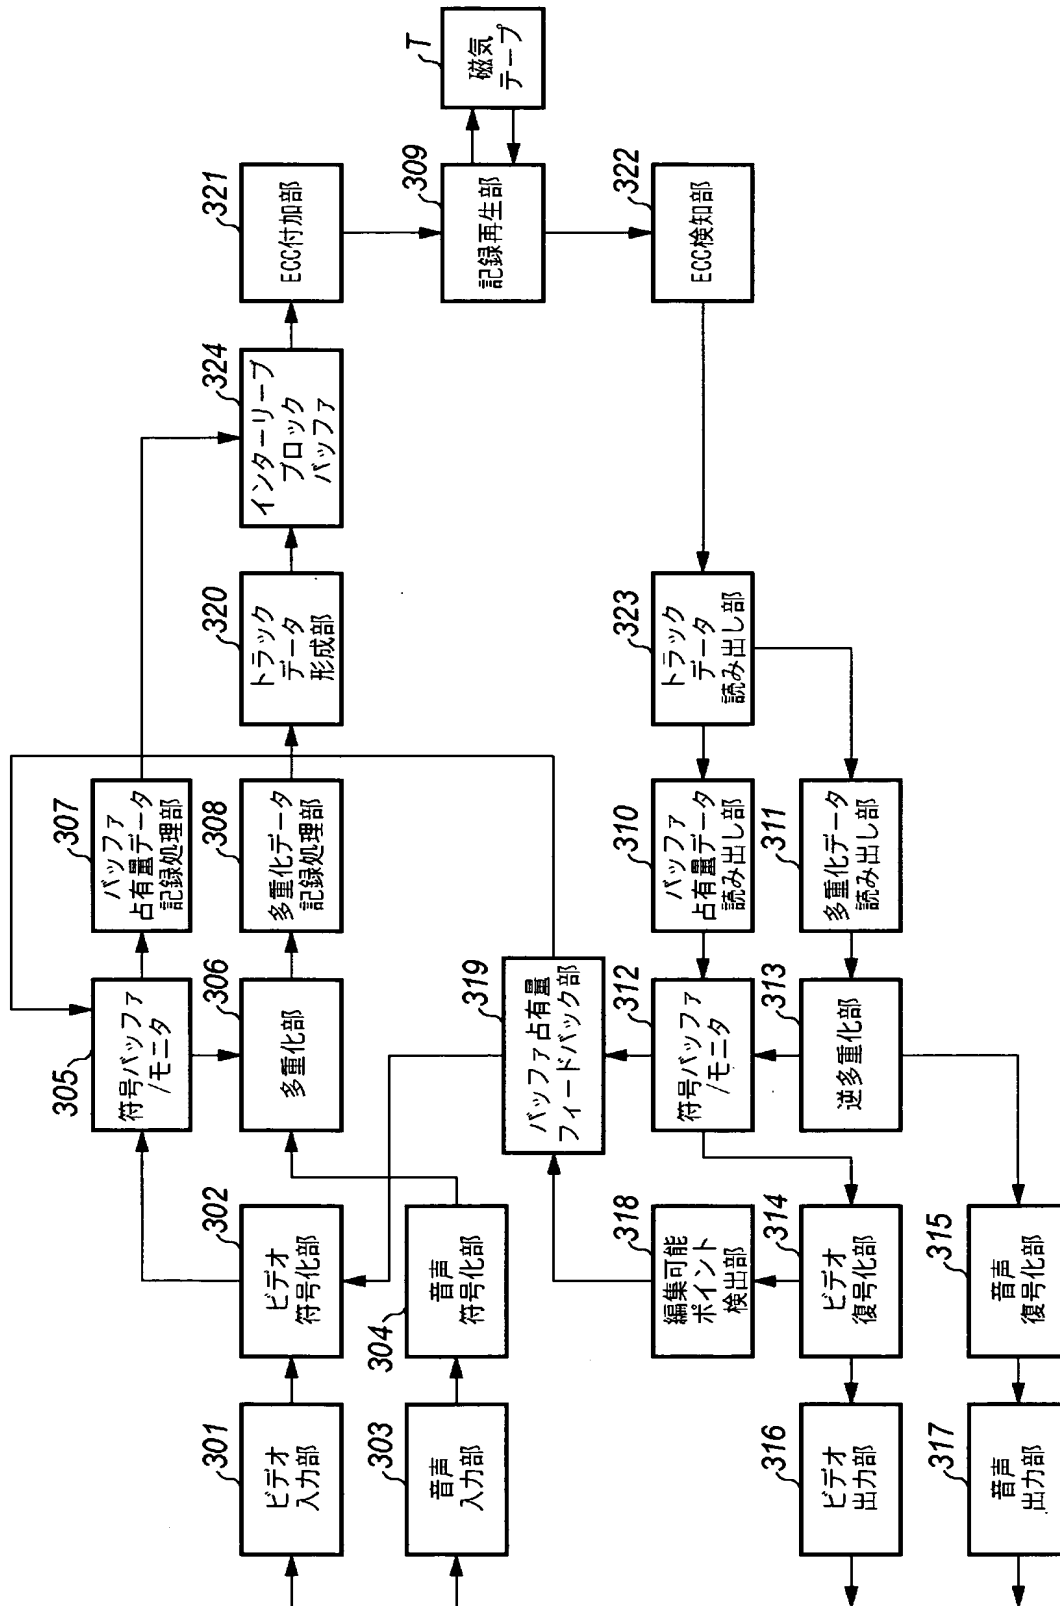 301
ビデオ
入力部
302
ビデオ
符号化部
303
音声
入力部
304
音声
符号化部
305
符号バッファ
/モニタ
306
多重化部
307
バッファ
占有量データ
記録処理部
308
多重化データ
記録処理部
320
トラック
データ
形成部
324
インターリーブ
ブロック
バッファ
321
ECC付加部
309
記録再生部
T
磁気
テープ
322
ECC検知部
323
トラック
データ
読み出し部
310
バッファ
占有量データ
読み出し部
311
多重化データ
読み出し部
312
符号バッファ
/モニタ
313
逆多重化部
319
バッファ占有量
フィードバック部
318
編集可能
ポイント
検出部
314
ビデオ
復号化部
315
音声
復号化部
316
ビデオ
出力部
317
音声
出力部